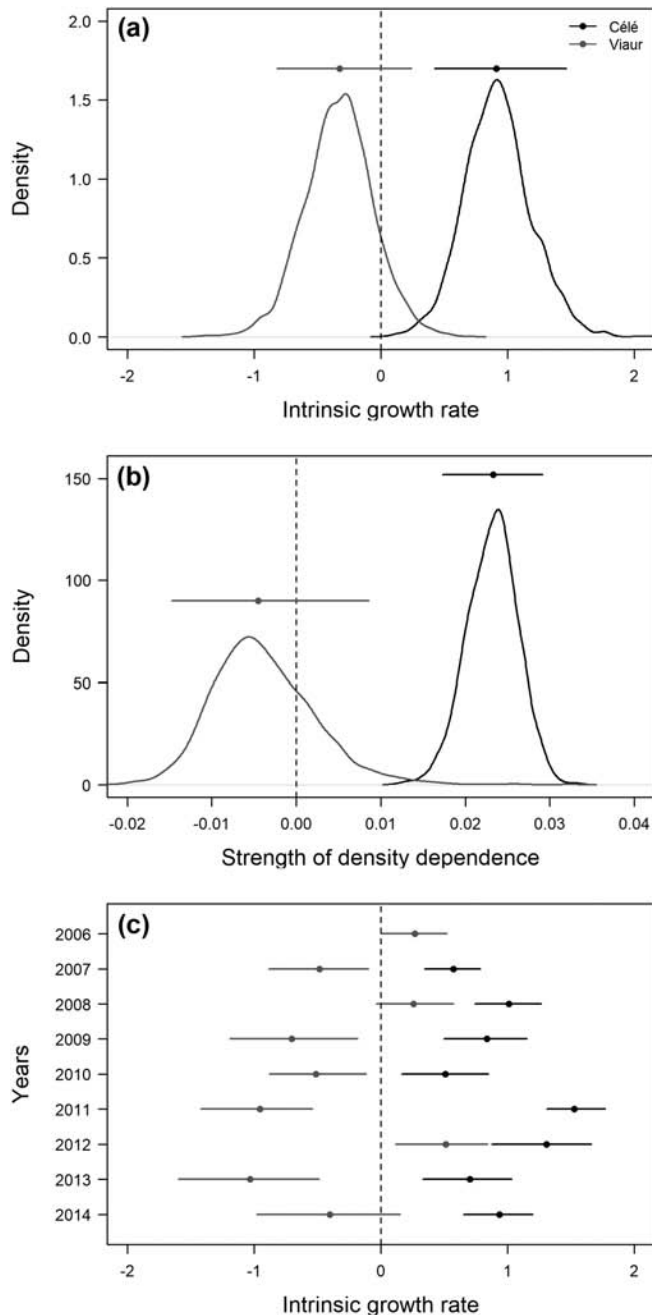 (a)
Célé
Viaur
Density
2.0
1.5
1.0
0.5
0.0
-2 -1 0 1 2
Intrinsic growth rate
(b)
Density
150
100
50
0
-0.02 -0.01 0.00 0.01 0.02 0.03 0.04
Strength of density dependence
(c)
Years
2006
2007
2008
2009
2010
2011
2012
2013
2014
-2 -1 0 1 2
Intrinsic growth rate